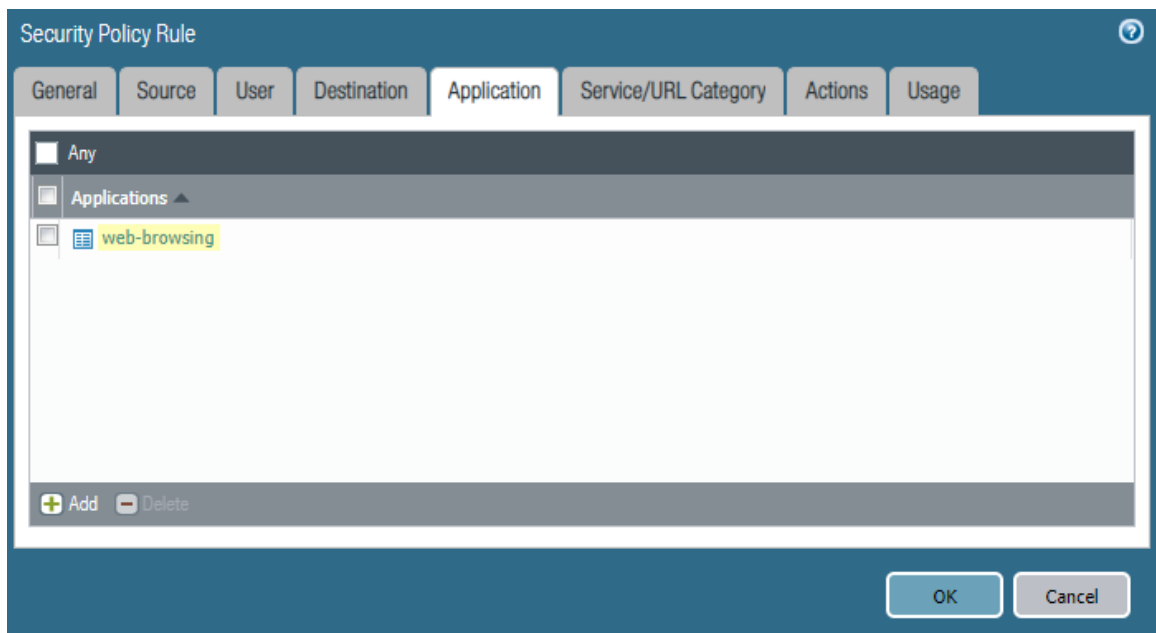 Security Policy Rule
General Source User Destination Application Service/URL Category Actions Usage
Any
Applications
web-browsing
Add Delete
OK Cancel